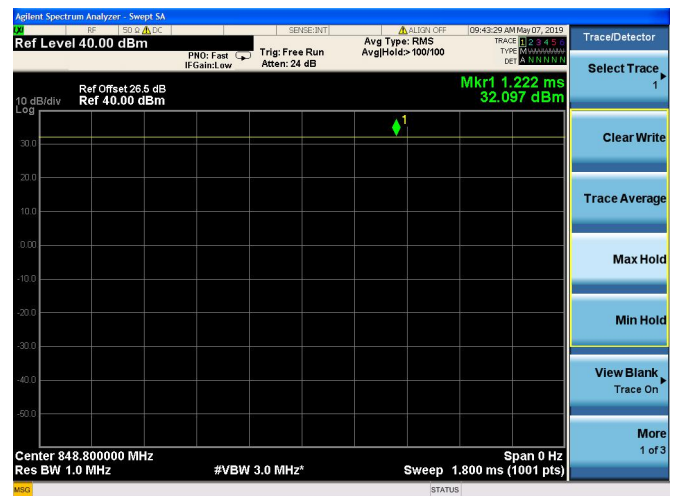 Agilent Spectrum Analyzer - Swept SA
RF 50 Ω DC SENSE:INT ALIGN OFF 09:43:29 AM May 07, 2019
Ref Level 40.00 dBm
PNO: Fast
IFGain:Low
Trig: Free Run
Atten: 24 dB
Avg Type: RMS
Avg|Hold:> 100/100
TRACE 1 2 3 4 5 6
TYPE
DET A N N N N N
Ref Offset 26.5 dB
10 dB/div Ref 40.00 dBm
Log
Mkr1 1.222 ms
32.097 dBm
1
30.0
20.0
10.0
0.00
-10.0
-20.0
-30.0
-40.0
-50.0
Center 848.800000 MHz Span 0 Hz
Res BW 1.0 MHz #VBW 3.0 MHz* Sweep 1.800 ms (1001 pts)
MSG STATUS
Trace/Detector
Select Trace
1
Clear Write
Trace Average
Max Hold
Min Hold
View Blank
Trace On
More
1 of 3